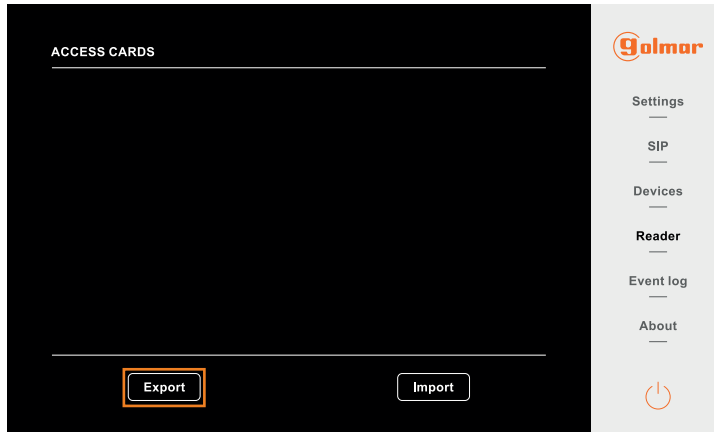 ACCESS CARDS
golmar
Settings
SIP
Devices
Reader
Event log
About
Export
Import